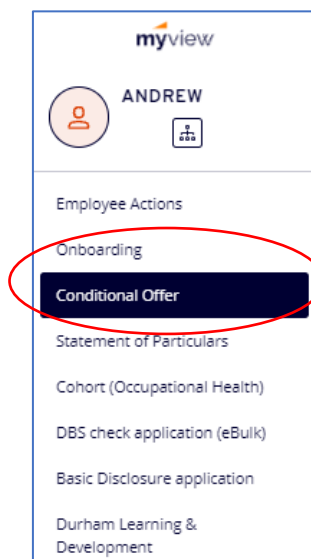 myview
ANDREW
Employee Actions
Onboarding
Conditional Offer
Statement of Particulars
Cohort (Occupational Health)
DBS check application (eBulk)
Basic Disclosure application
Durham Learning &
Development